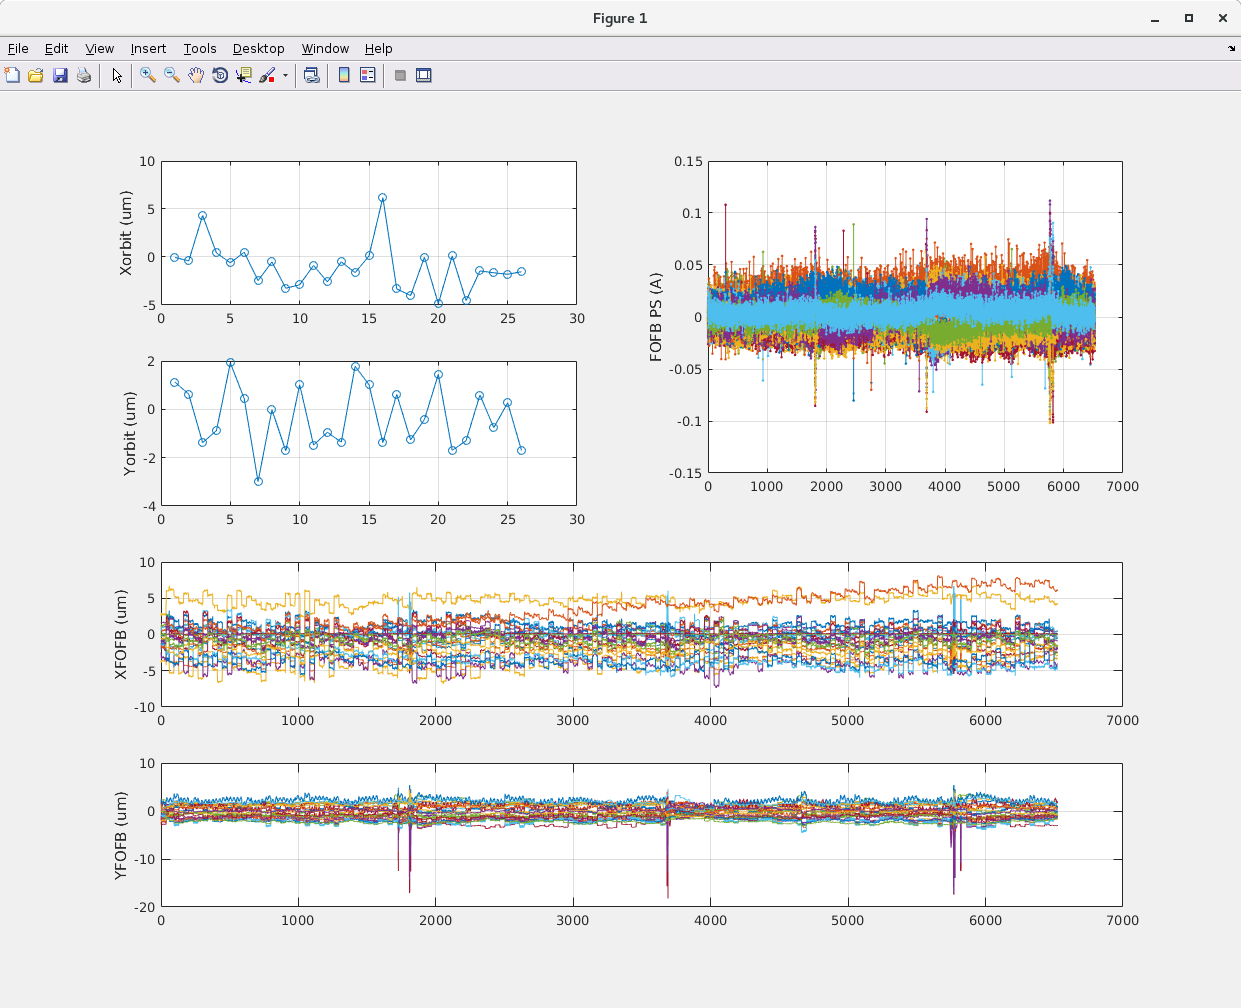 Figure 1
File Edit View Insert Tools Desktop Window Help
10
5
0
-5
Xorbit (um)
0 5 10 15 20 25 30
2
0
-2
-4
Yorbit (um)
0 5 10 15 20 25 30
0.15
0.1
0.05
0
-0.05
-0.1
-0.15
FOFB PS (A)
0 1000 2000 3000 4000 5000 6000 7000
10
5
0
-5
-10
XFOFB (um)
0 1000 2000 3000 4000 5000 6000 7000
10
0
-10
-20
YFOFB (um)
0 1000 2000 3000 4000 5000 6000 7000